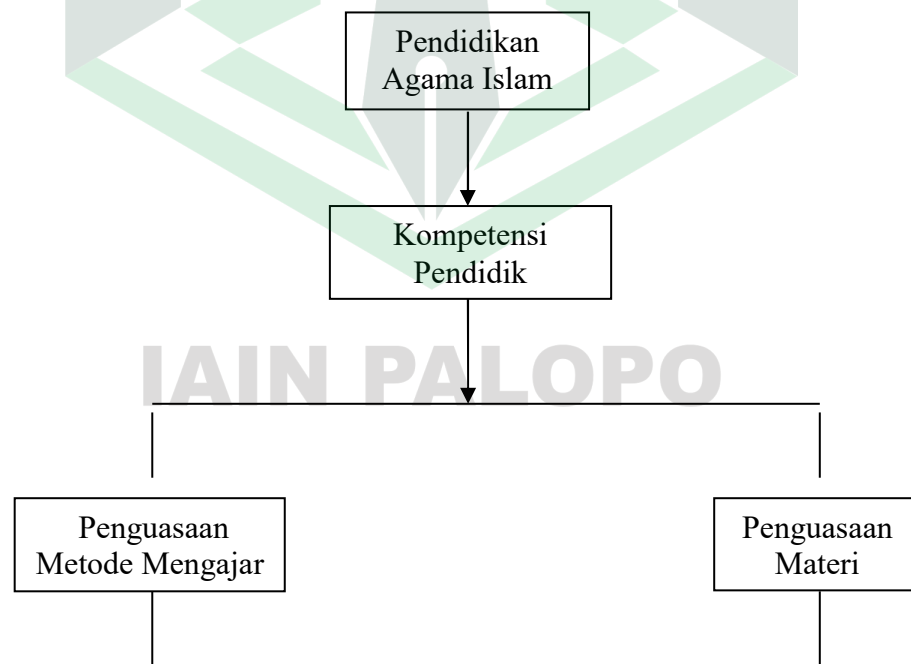 Pendidikan
Agama Islam
Kompetensi
Pendidik
IAIN PALOPO
Penguasaan
Metode Mengajar
Penguasaan
Materi